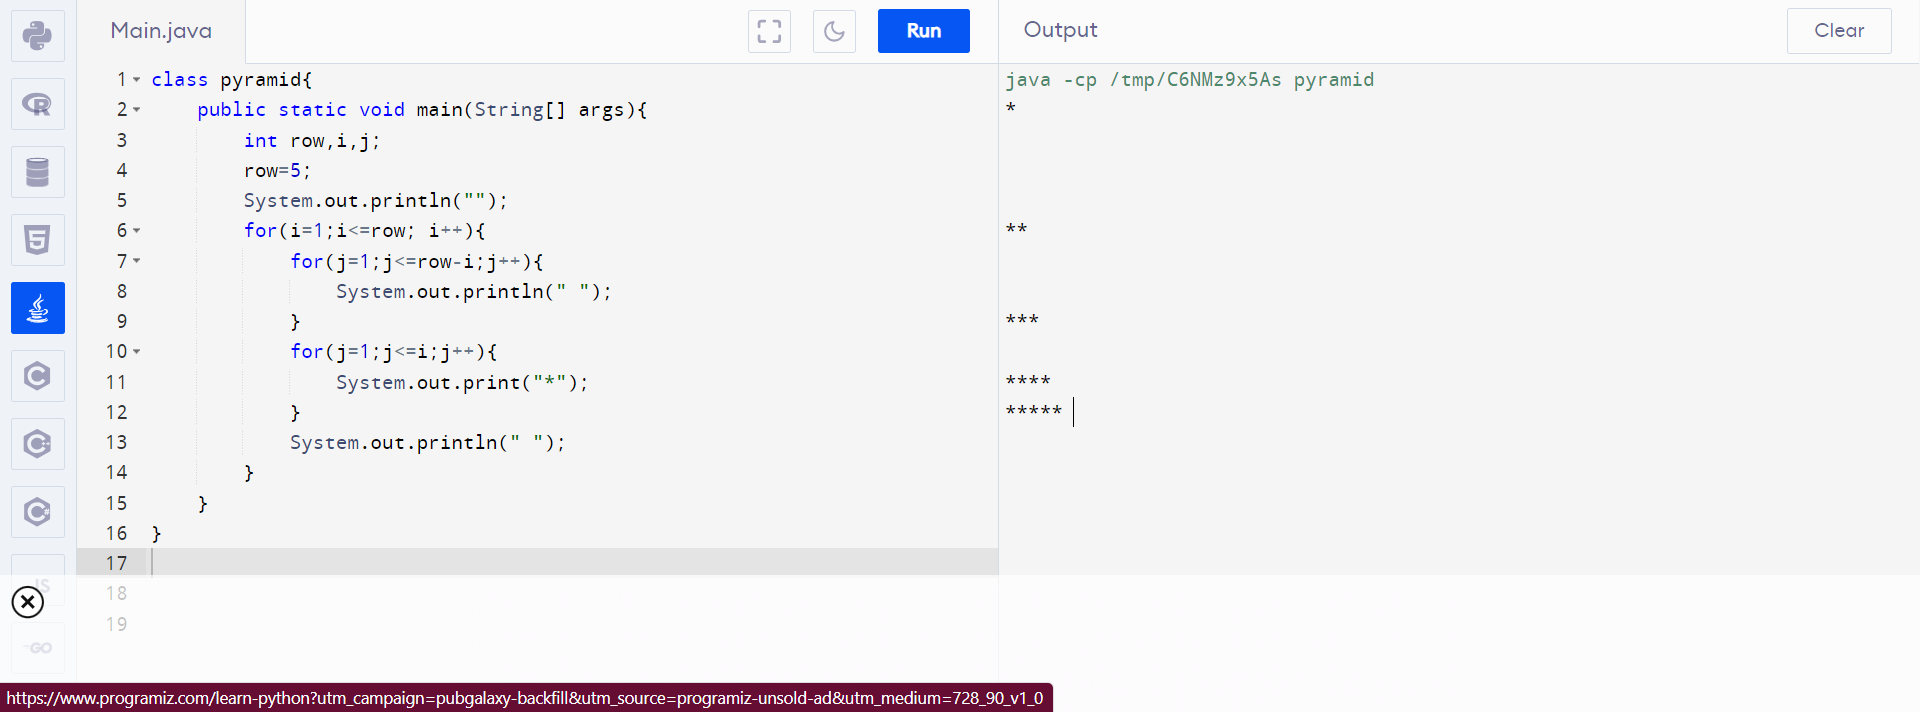 Main.java
Run
Output
Clear
1 class pyramid{
2 public static void main(String[] args){
3 int row,i,j;
4 row=5;
5 System.out.println("");
6 for(i=1;i<=row; i++){
7 for(j=1;j<=row-i;j++){
8 System.out.println(" ");
9 }
10 for(j=1;j<=i;j++){
11 System.out.print("*");
12 }
13 System.out.println(" ");
14 }
15 }
16 }
17
18
19
java -cp /tmp/C6NMz9x5As pyramid
*
**
***
****
*****
R
5
C
C
C#
JS
GO
https://www.programiz.com/learn-python?utm_campaign=pubgalaxy-backfill&utm_source=programiz-unsold-ad&utm_medium=728_90_v1_0